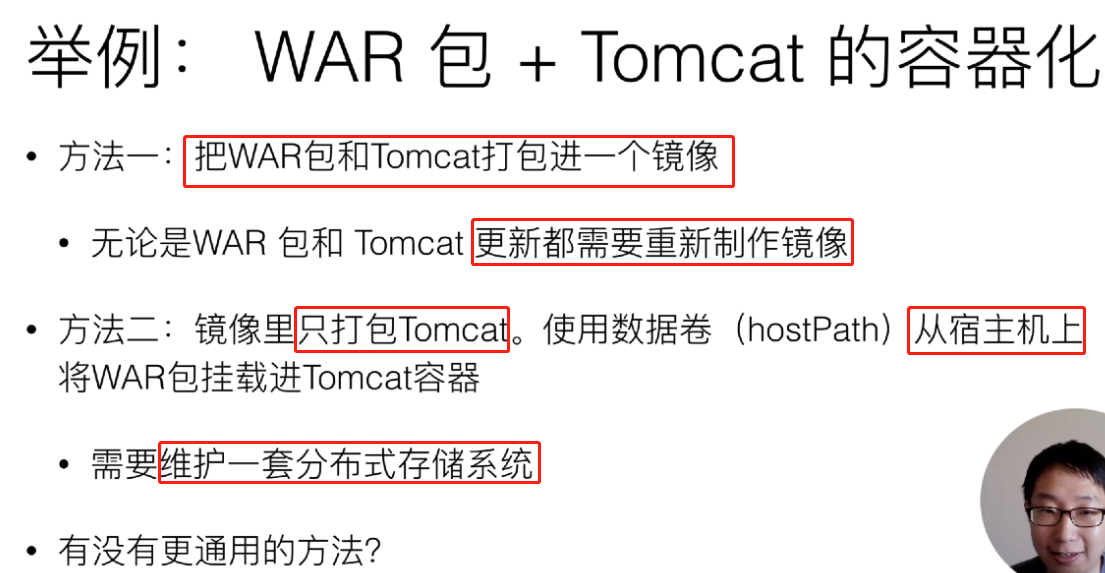 举例： WAR 包 + Tomcat 的容器化
• 方法一：把WAR包和Tomcat打包进一个镜像
• 无论是WAR 包和 Tomcat 更新都需要重新制作镜像
• 方法二：镜像里只打包Tomcat。使用数据卷（hostPath）从宿主机上
将WAR包挂载进Tomcat容器
• 需要维护一套分布式存储系统
• 有没有更通用的方法？